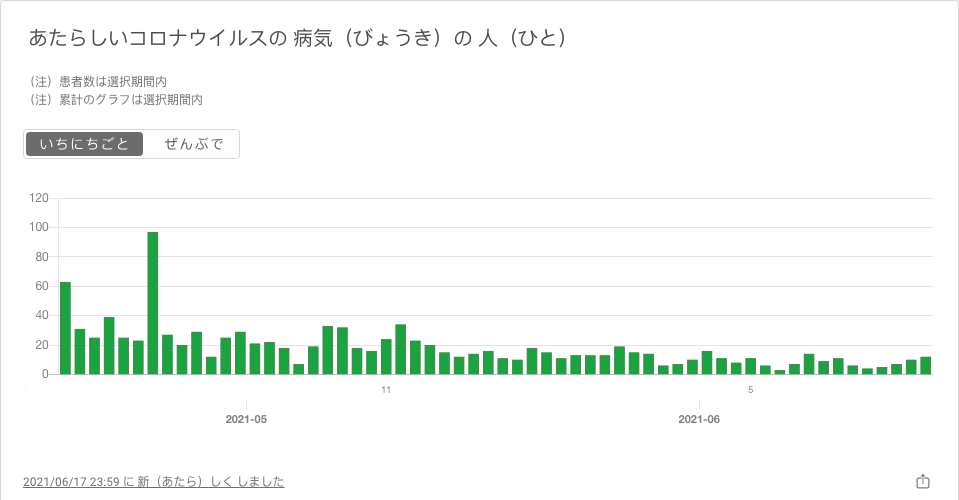 あたらしいコロナウイルスの 病気（びょうき）の 人（ひと）
（注）患者数は選択期間内
（注）累計のグラフは選択期間内
いちにちごと ぜんぶで
120
100
80
60
40
20
0
11 5
2021-05 2021-06
2021/06/17 23:59 に 新（あたら）しく しました